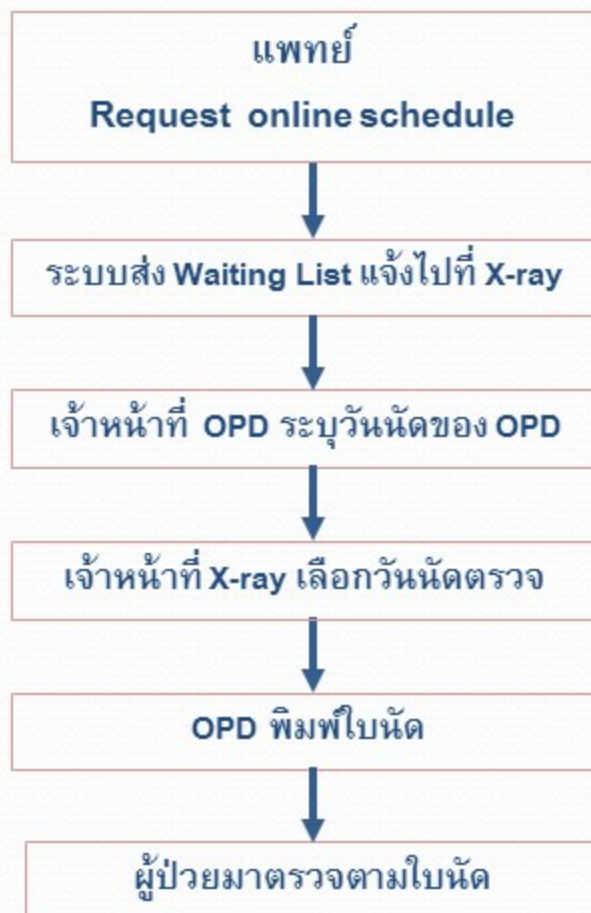 แพทย์
Request online schedule
ระบบส่ง Waiting List แจ้งไปที่ X-ray
เจ้าหน้าที่ OPD ระบุวันนัดของ OPD
เจ้าหน้าที่ X-ray เลือกวันนัดตรวจ
OPD พิมพ์ใบนัด
ผู้ป่วยมาตรวจตามใบนัด